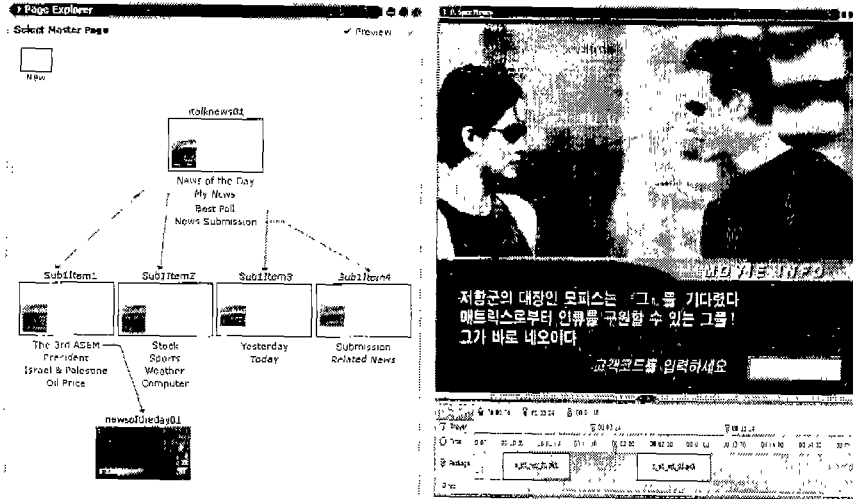 Page Explorer
Select Master Page
Preview
New
italknews01
News of the Day
My News
Best Poll
News Submission
Sub1Item1
Sub1Item2
Sub1Item3
Sub1Item4
The 3rd ASEM
President
Israel & Palestone
Oil Price
Stock
Sports
Weather
Computer
Yesterday
Today
Submission
Related News
newsoftheday01
MOVIE INFO
저항군의 대장인 모피스는 「그」를 기다렸다
매트릭스로부터 인류를 구원할 수 있는 그를!
그가 바로 네오이다
고객코드를 입력하세요
Time
Package